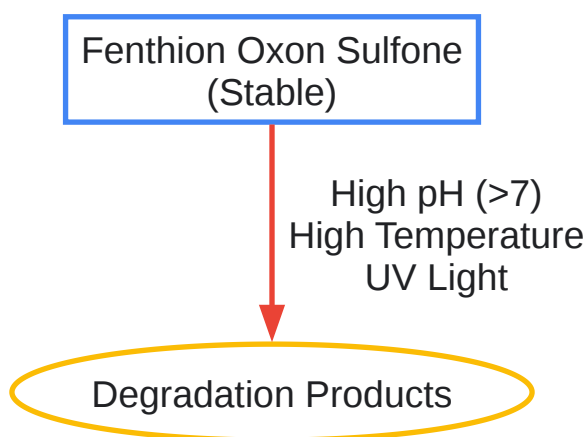 Fenthion Oxon Sulfone
(Stable)
High pH (>7)
High Temperature
UV Light
Degradation Products